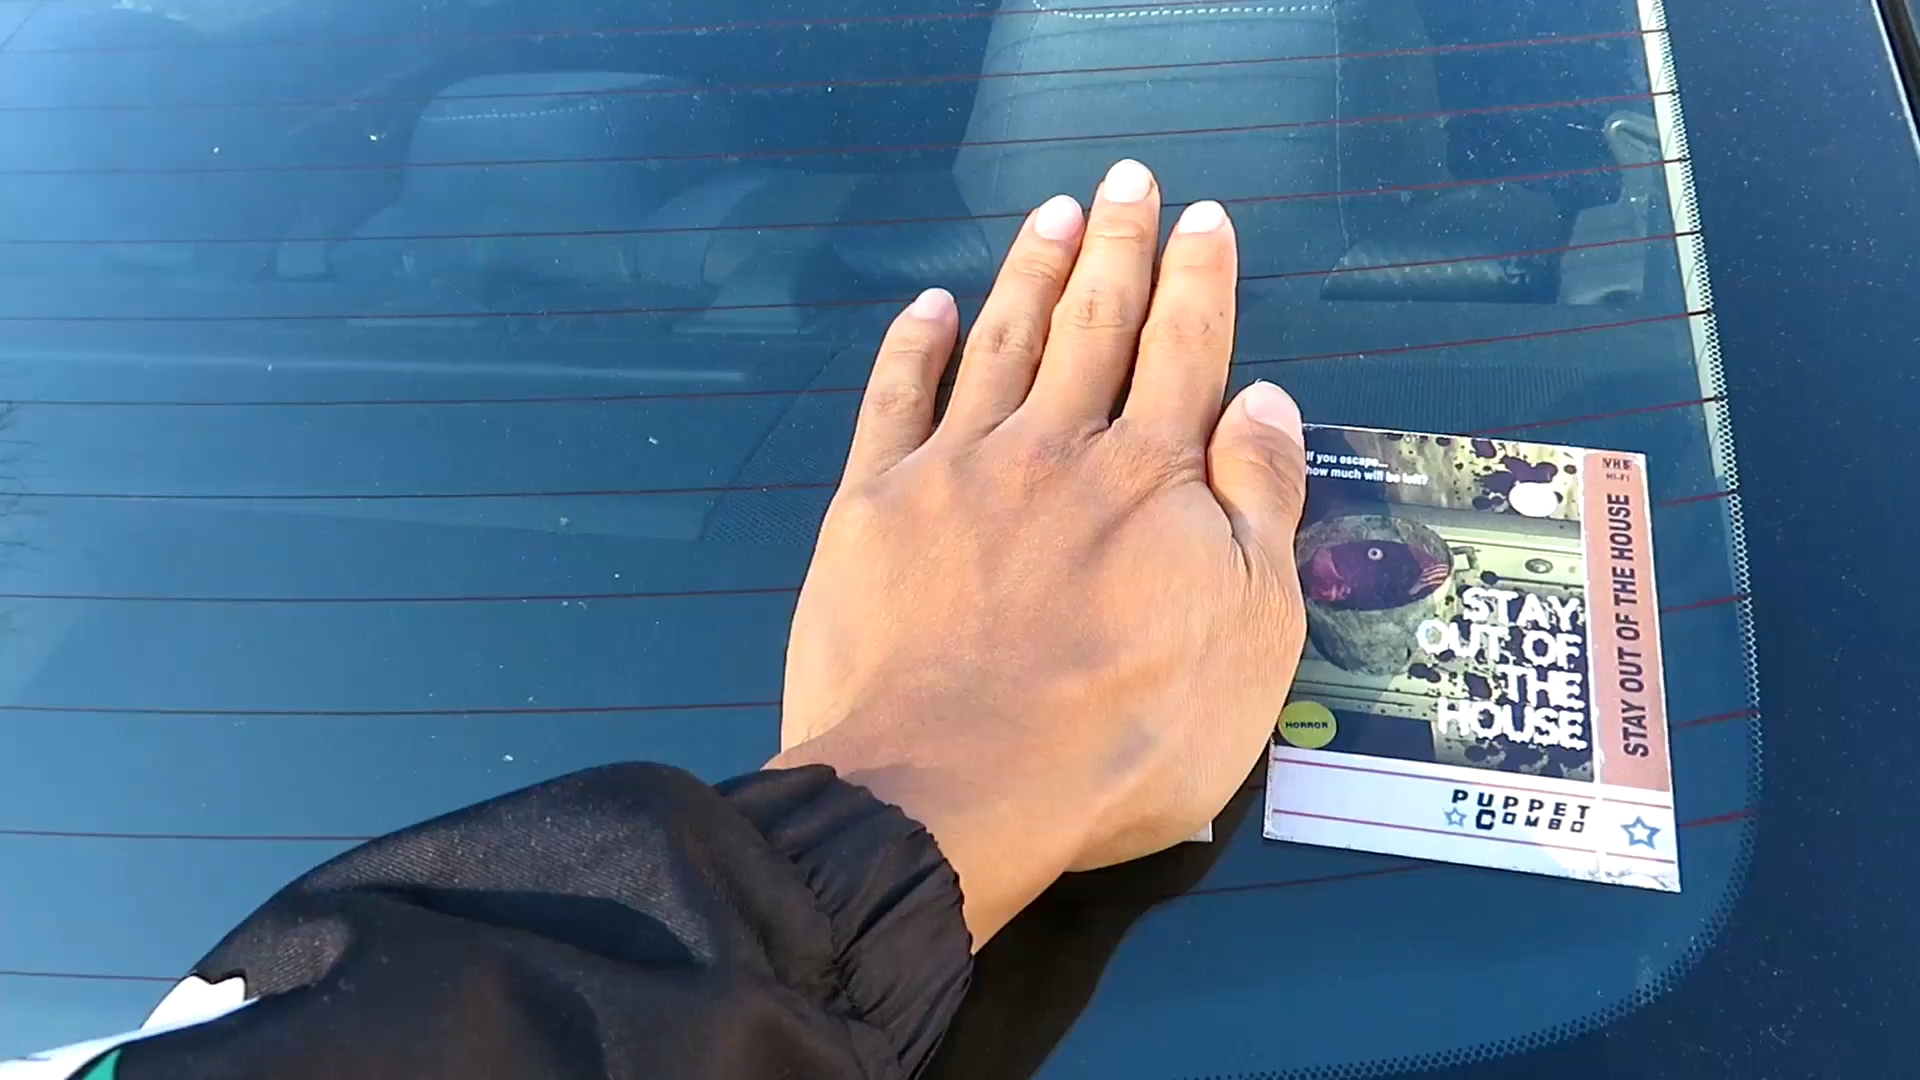 If you escape...
how much will be left?
STAY
OUT OF
THE
HOUSE
HORROR
PUPPET
COMBO
VHS
HI-FI
STAY OUT OF THE HOUSE